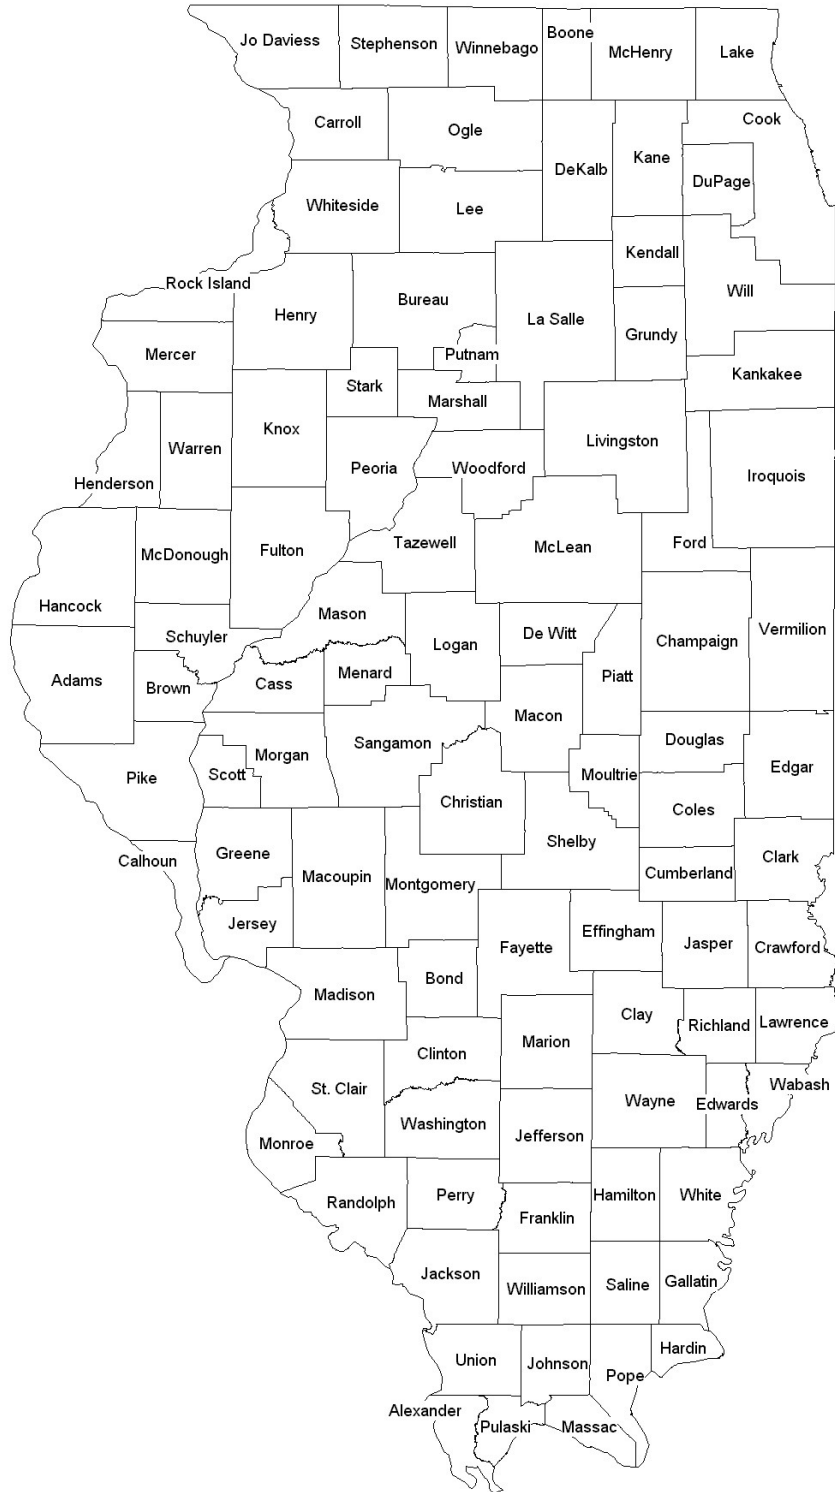 Jo Daviess
Stephenson
Winnebago
Boone
McHenry
Lake
Carroll
Ogle
DeKalb
Kane
Cook
DuPage
Whiteside
Lee
Kendall
Rock Island
Henry
Bureau
La Salle
Grundy
Will
Mercer
Putnam
Kankakee
Stark
Marshall
Henderson
Warren
Knox
Peoria
Woodford
Livingston
Iroquois
Hancock
McDonough
Fulton
Tazewell
McLean
Ford
Schuyler
Mason
Logan
De Witt
Champaign
Vermilion
Adams
Brown
Cass
Menard
Macon
Piatt
Pike
Scott
Morgan
Sangamon
Christian
Moultrie
Douglas
Edgar
Coles
Calhoun
Greene
Macoupin
Montgomery
Shelby
Cumberland
Clark
Jersey
Fayette
Effingham
Jasper
Crawford
Madison
Bond
Clay
Richland
Lawrence
Clinton
Marion
St. Clair
Wayne
Edwards
Wabash
Monroe
Washington
Jefferson
Randolph
Perry
Franklin
Hamilton
White
Jackson
Williamson
Saline
Gallatin
Union
Johnson
Pope
Hardin
Alexander
Pulaski
Massac